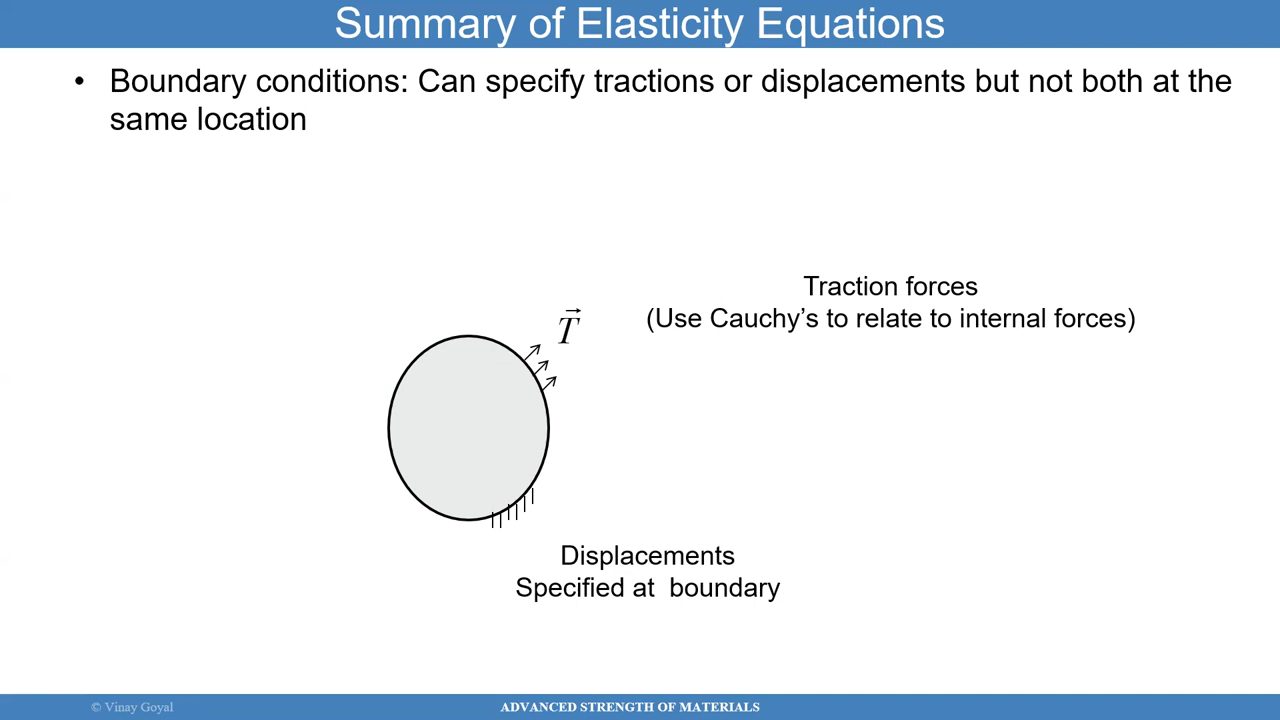 Summary of Elasticity Equations
• Boundary conditions: Can specify tractions or displacements but not both at the
same location
Traction forces
(Use Cauchy's to relate to internal forces)
T⃗
Displacements
Specified at boundary
© Vinay Goyal
ADVANCED STRENGTH OF MATERIALS